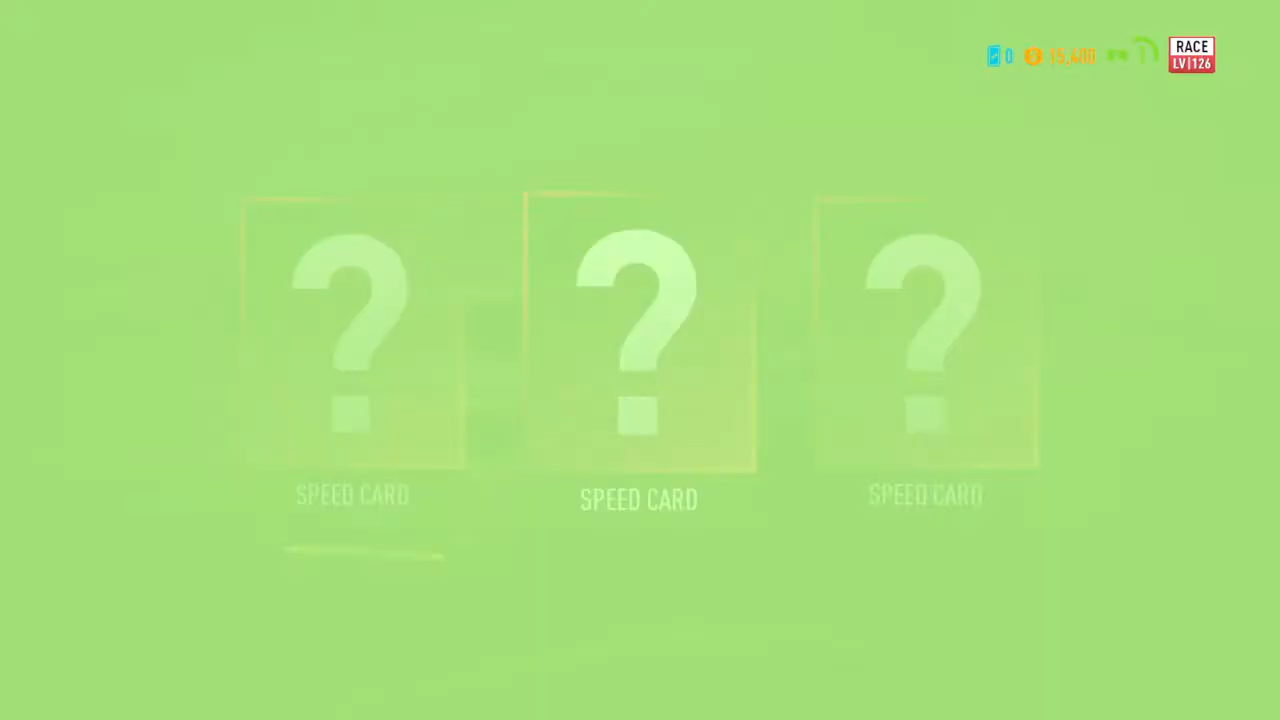 0 15,400 RACE
LV|126
? ? ?
SPEED CARD SPEED CARD SPEED CARD